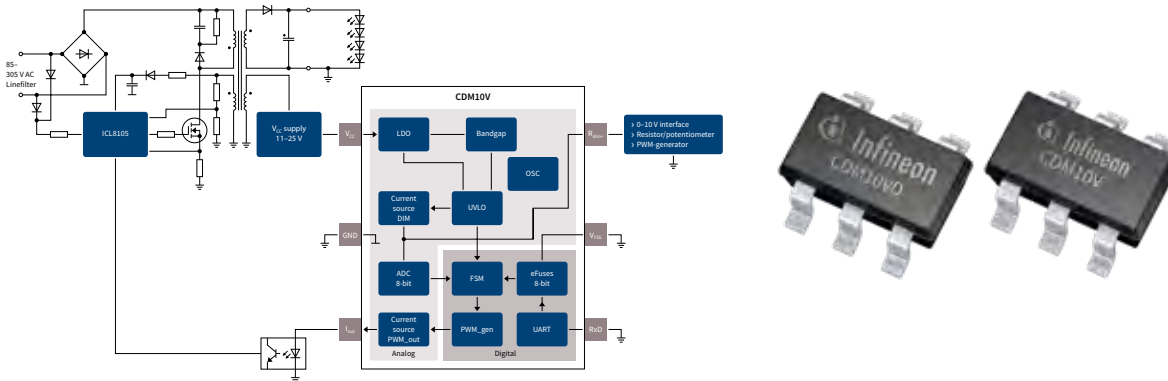 85–
305 V AC
Linefilter
ICL8105
VCC supply
11–25 V
CDM10V
VCC
LDO
Bandgap
OSC
Current
source
DIM
UVLO
GND
ADC
8-bit
FSM
eFuses
8-bit
Iout
Current
source
PWM_out
PWM_gen
UART
Analog
Digital
Rdim+
VSS
RxD
> 0–10 V interface
> Resistor/potentiometer
> PWM-generator
Infineon
CDM10VD
Infineon
CDM10V